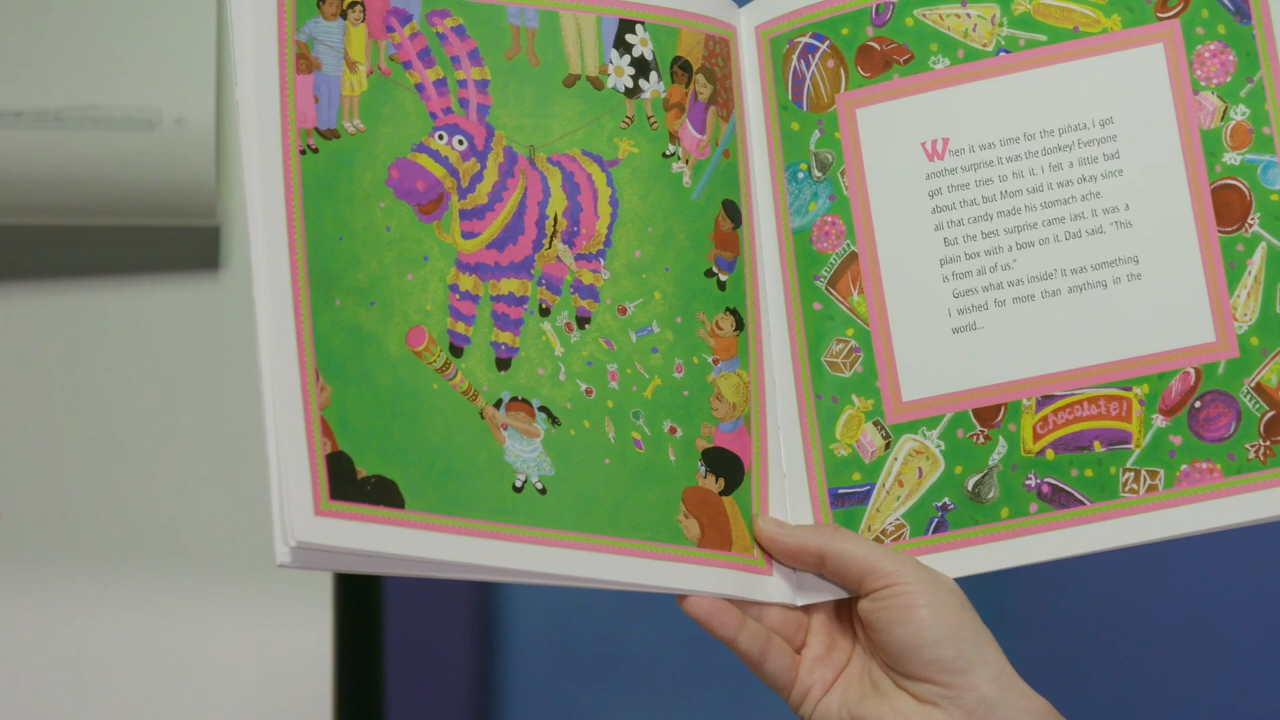 When it was time for the piñata, I got
another surprise. It was the donkey! Everyone
got three tries to hit it. I felt a little bad
about that, but Mom said it was okay since
all that candy made his stomach ache.
But the best surprise came last. It was a
plain box with a bow on it. Dad said, “This
is from all of us.”
Guess what was inside? It was something
I wished for more than anything in the
world...
chocolate!